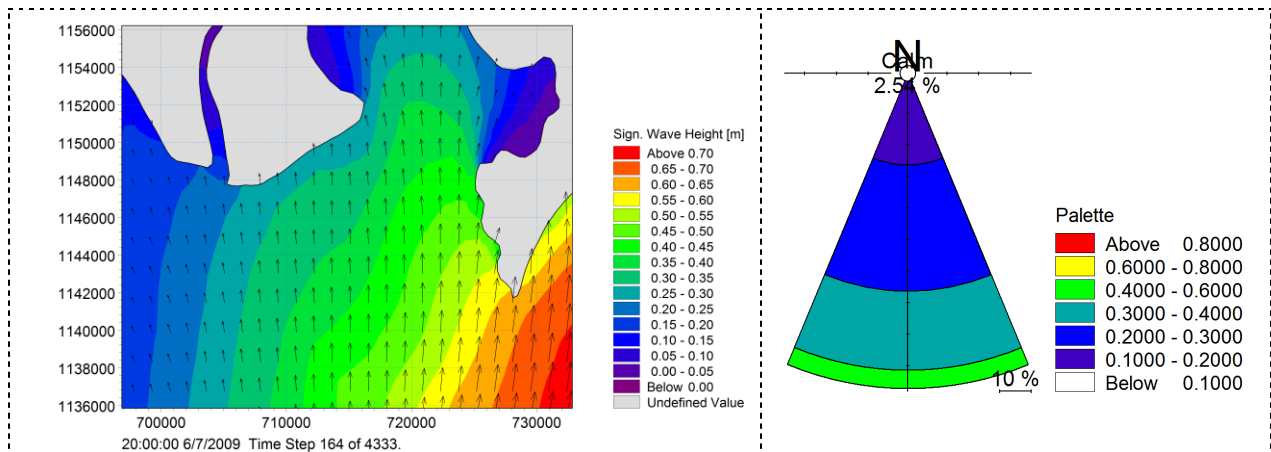 1156000
1154000
1152000
1150000
1148000
1146000
1144000
1142000
1140000
1138000
1136000
700000 710000 720000 730000
20:00:00 6/7/2009 Time Step 164 of 4333.
Sign. Wave Height [m]
Above 0.70
0.65 - 0.70
0.60 - 0.65
0.55 - 0.60
0.50 - 0.55
0.45 - 0.50
0.40 - 0.45
0.35 - 0.40
0.30 - 0.35
0.25 - 0.30
0.20 - 0.25
0.15 - 0.20
0.10 - 0.15
0.05 - 0.10
0.00 - 0.05
Below 0.00
Undefined Value
N
Calm
2.54 %
10 %
Palette
Above 0.8000
0.6000 - 0.8000
0.4000 - 0.6000
0.3000 - 0.4000
0.2000 - 0.3000
0.1000 - 0.2000
Below 0.1000